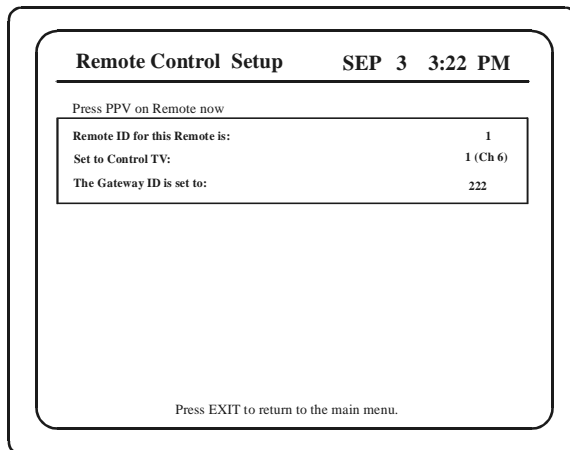 Remote Control Setup SEP 3 3:22 PM
Press PPV on Remote now
Remote ID for this Remote is: 1
Set to Control TV: 1 (Ch 6)
The Gateway ID is set to: 222
Press EXIT to return to the main menu.